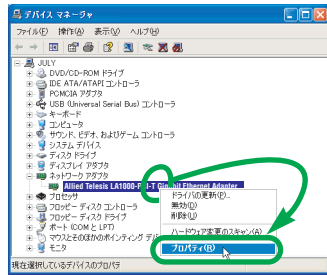 デバイス マネージャ
ファイル(F) 操作(A) 表示(V) ヘルプ(H)
JULY
DVD/CD-ROM ドライブ
IDE ATA/ATAPI コントローラ
PCMCIA アダプタ
USB (Universal Serial Bus) コントローラ
キーボード
コンピュータ
サウンド、ビデオ、およびゲーム コントローラ
システム デバイス
ディスク ドライブ
ディスプレイ アダプタ
ネットワーク アダプタ
Allied Telesis LA1000-PCI-T Gigabit Ethernet Adapter
プロセッサ
フロッピー ディスク コントローラ
フロッピー ディスク ドライブ
ポート (COM と LPT)
マウスとそのほかのポインティング デバ
モニタ
ドライバの更新(P)...
無効(D)
削除(U)
ハードウェア変更のスキャン(A)
プロパティ(R)
現在選択しているデバイスのプロパテ